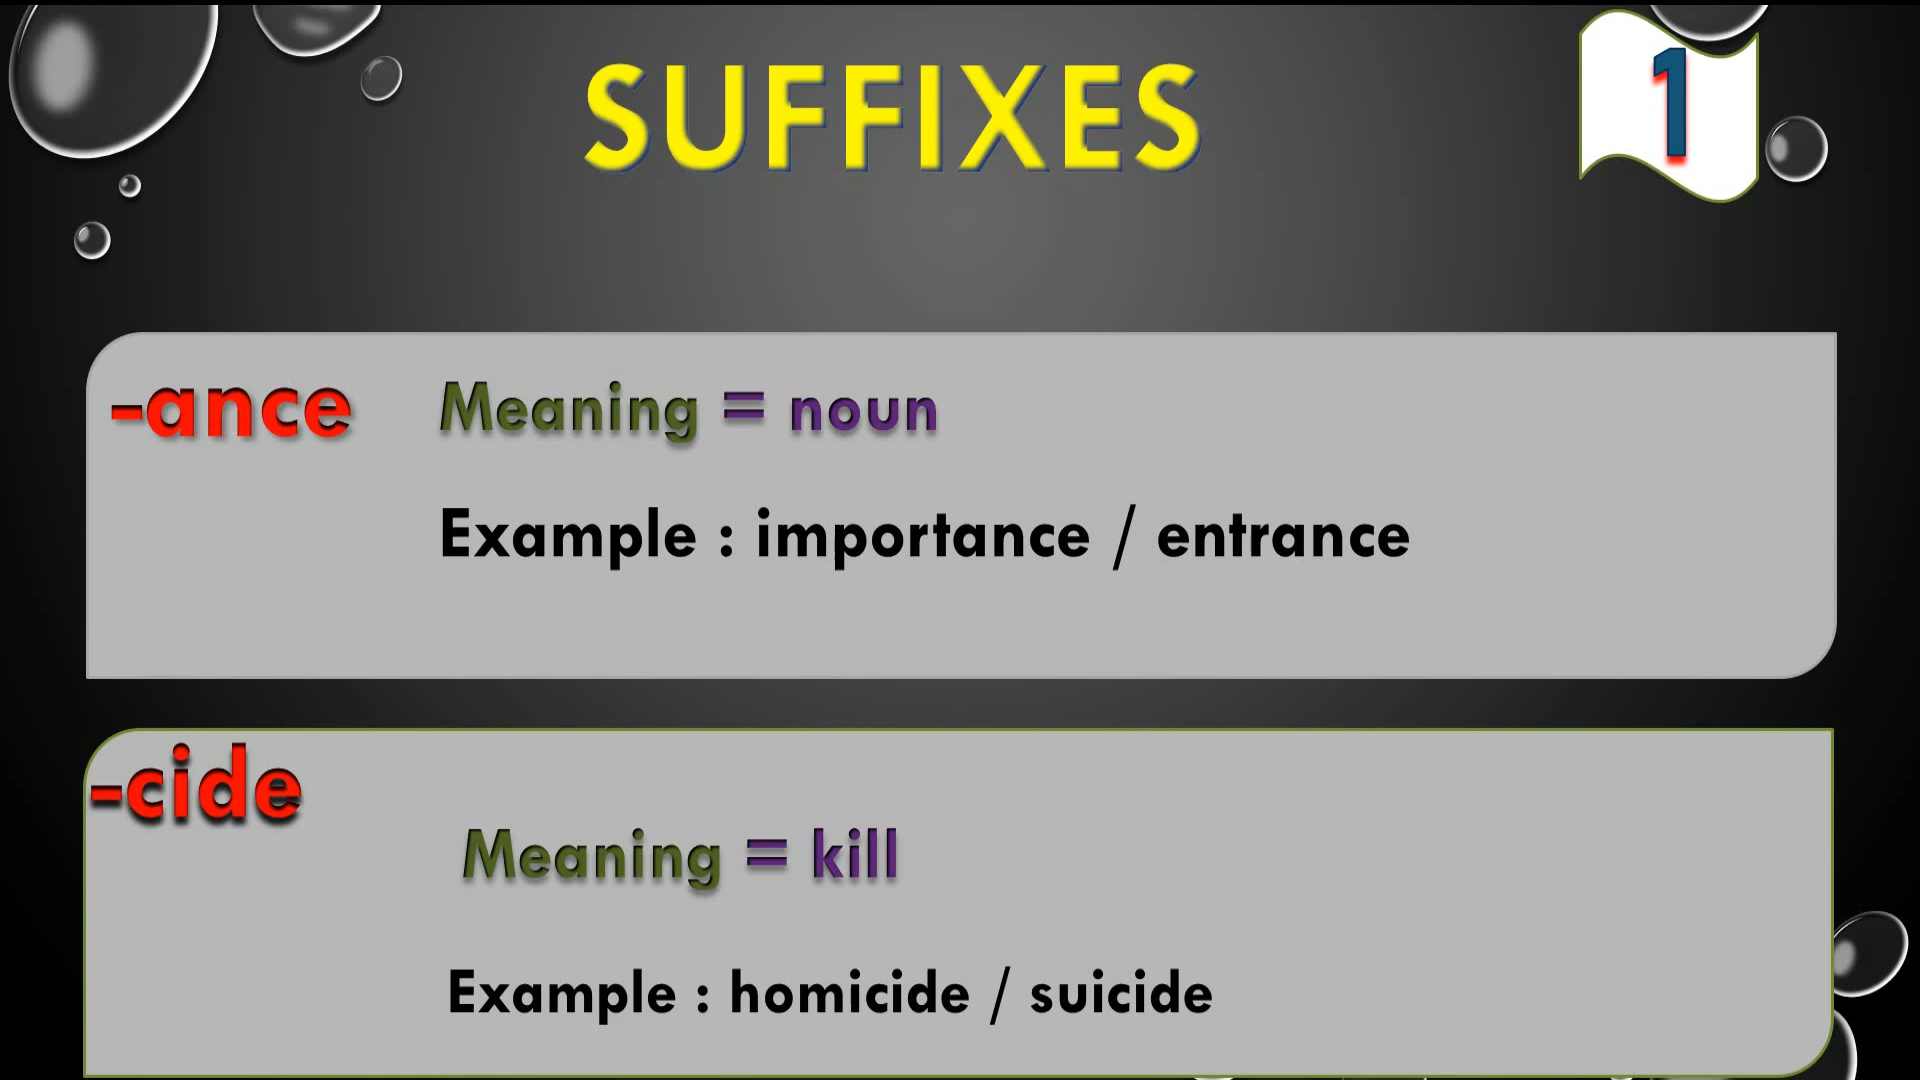 SUFFIXES
1
-ance
Meaning = noun
Example : importance / entrance
-cide
Meaning = kill
Example : homicide / suicide